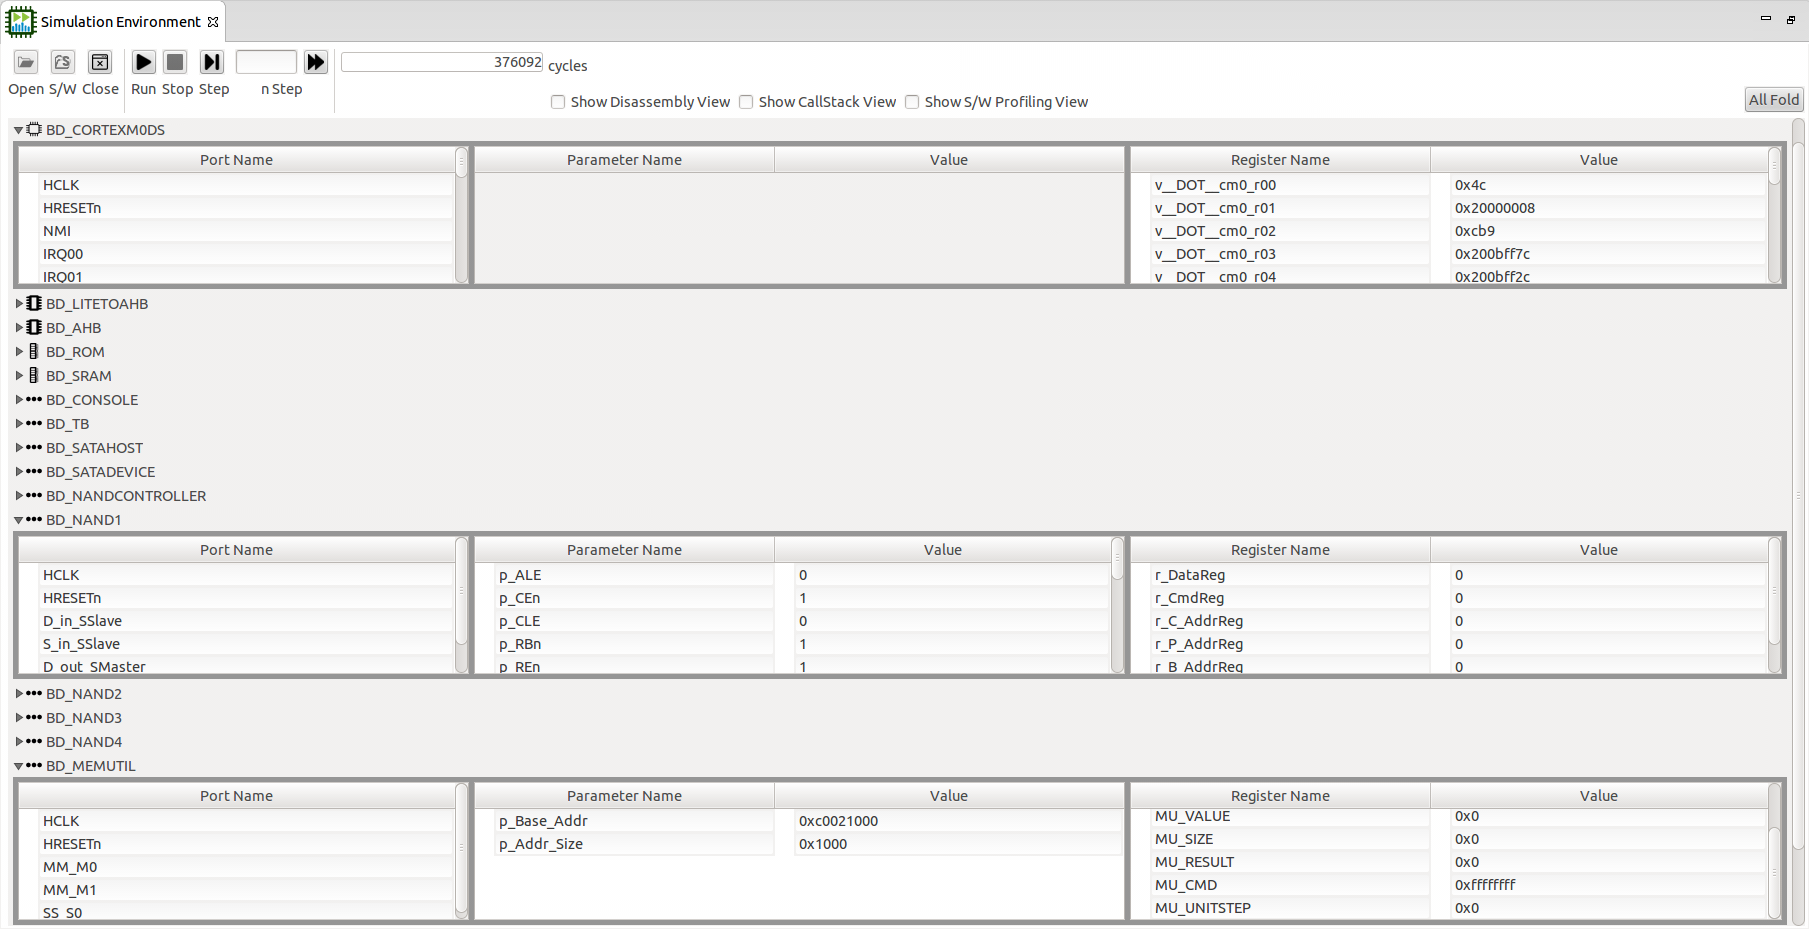 Simulation Environment
376092 cycles
Open S/W Close Run Stop Step n Step
Show Disassembly View Show CallStack View Show S/W Profiling View All Fold
BD_CORTEXM0DS
Port Name Parameter Name Value Register Name Value
HCLK v__DOT__cm0_r00 0x4c
HRESETn v__DOT__cm0_r01 0x20000008
NMI v__DOT__cm0_r02 0xcb9
IRQ00 v__DOT__cm0_r03 0x200bff7c
IRQ01 v__DOT__cm0_r04 0x200bff2c
BD_LITETOAHB
BD_AHB
BD_ROM
BD_SRAM
BD_CONSOLE
BD_TB
BD_SATAHOST
BD_SATADEVICE
BD_NANDCONTROLLER
BD_NAND1
Port Name Parameter Name Value Register Name Value
HCLK p_ALE 0 r_DataReg 0
HRESETn p_CEn 1 r_CmdReg 0
D_in_SSlave p_CLE 0 r_C_AddrReg 0
S_in_SSlave p_RBn 1 r_P_AddrReg 0
D_out_SMaster p_REn 1 r_B_AddrReg 0
BD_NAND2
BD_NAND3
BD_NAND4
BD_MEMUTIL
Port Name Parameter Name Value Register Name Value
HCLK p_Base_Addr 0xc0021000 MU_VALUE 0x0
HRESETn p_Addr_Size 0x1000 MU_SIZE 0x0
MM_M0 MU_RESULT 0x0
MM_M1 MU_CMD 0xffffffff
SS_S0 MU_UNITSTEP 0x0